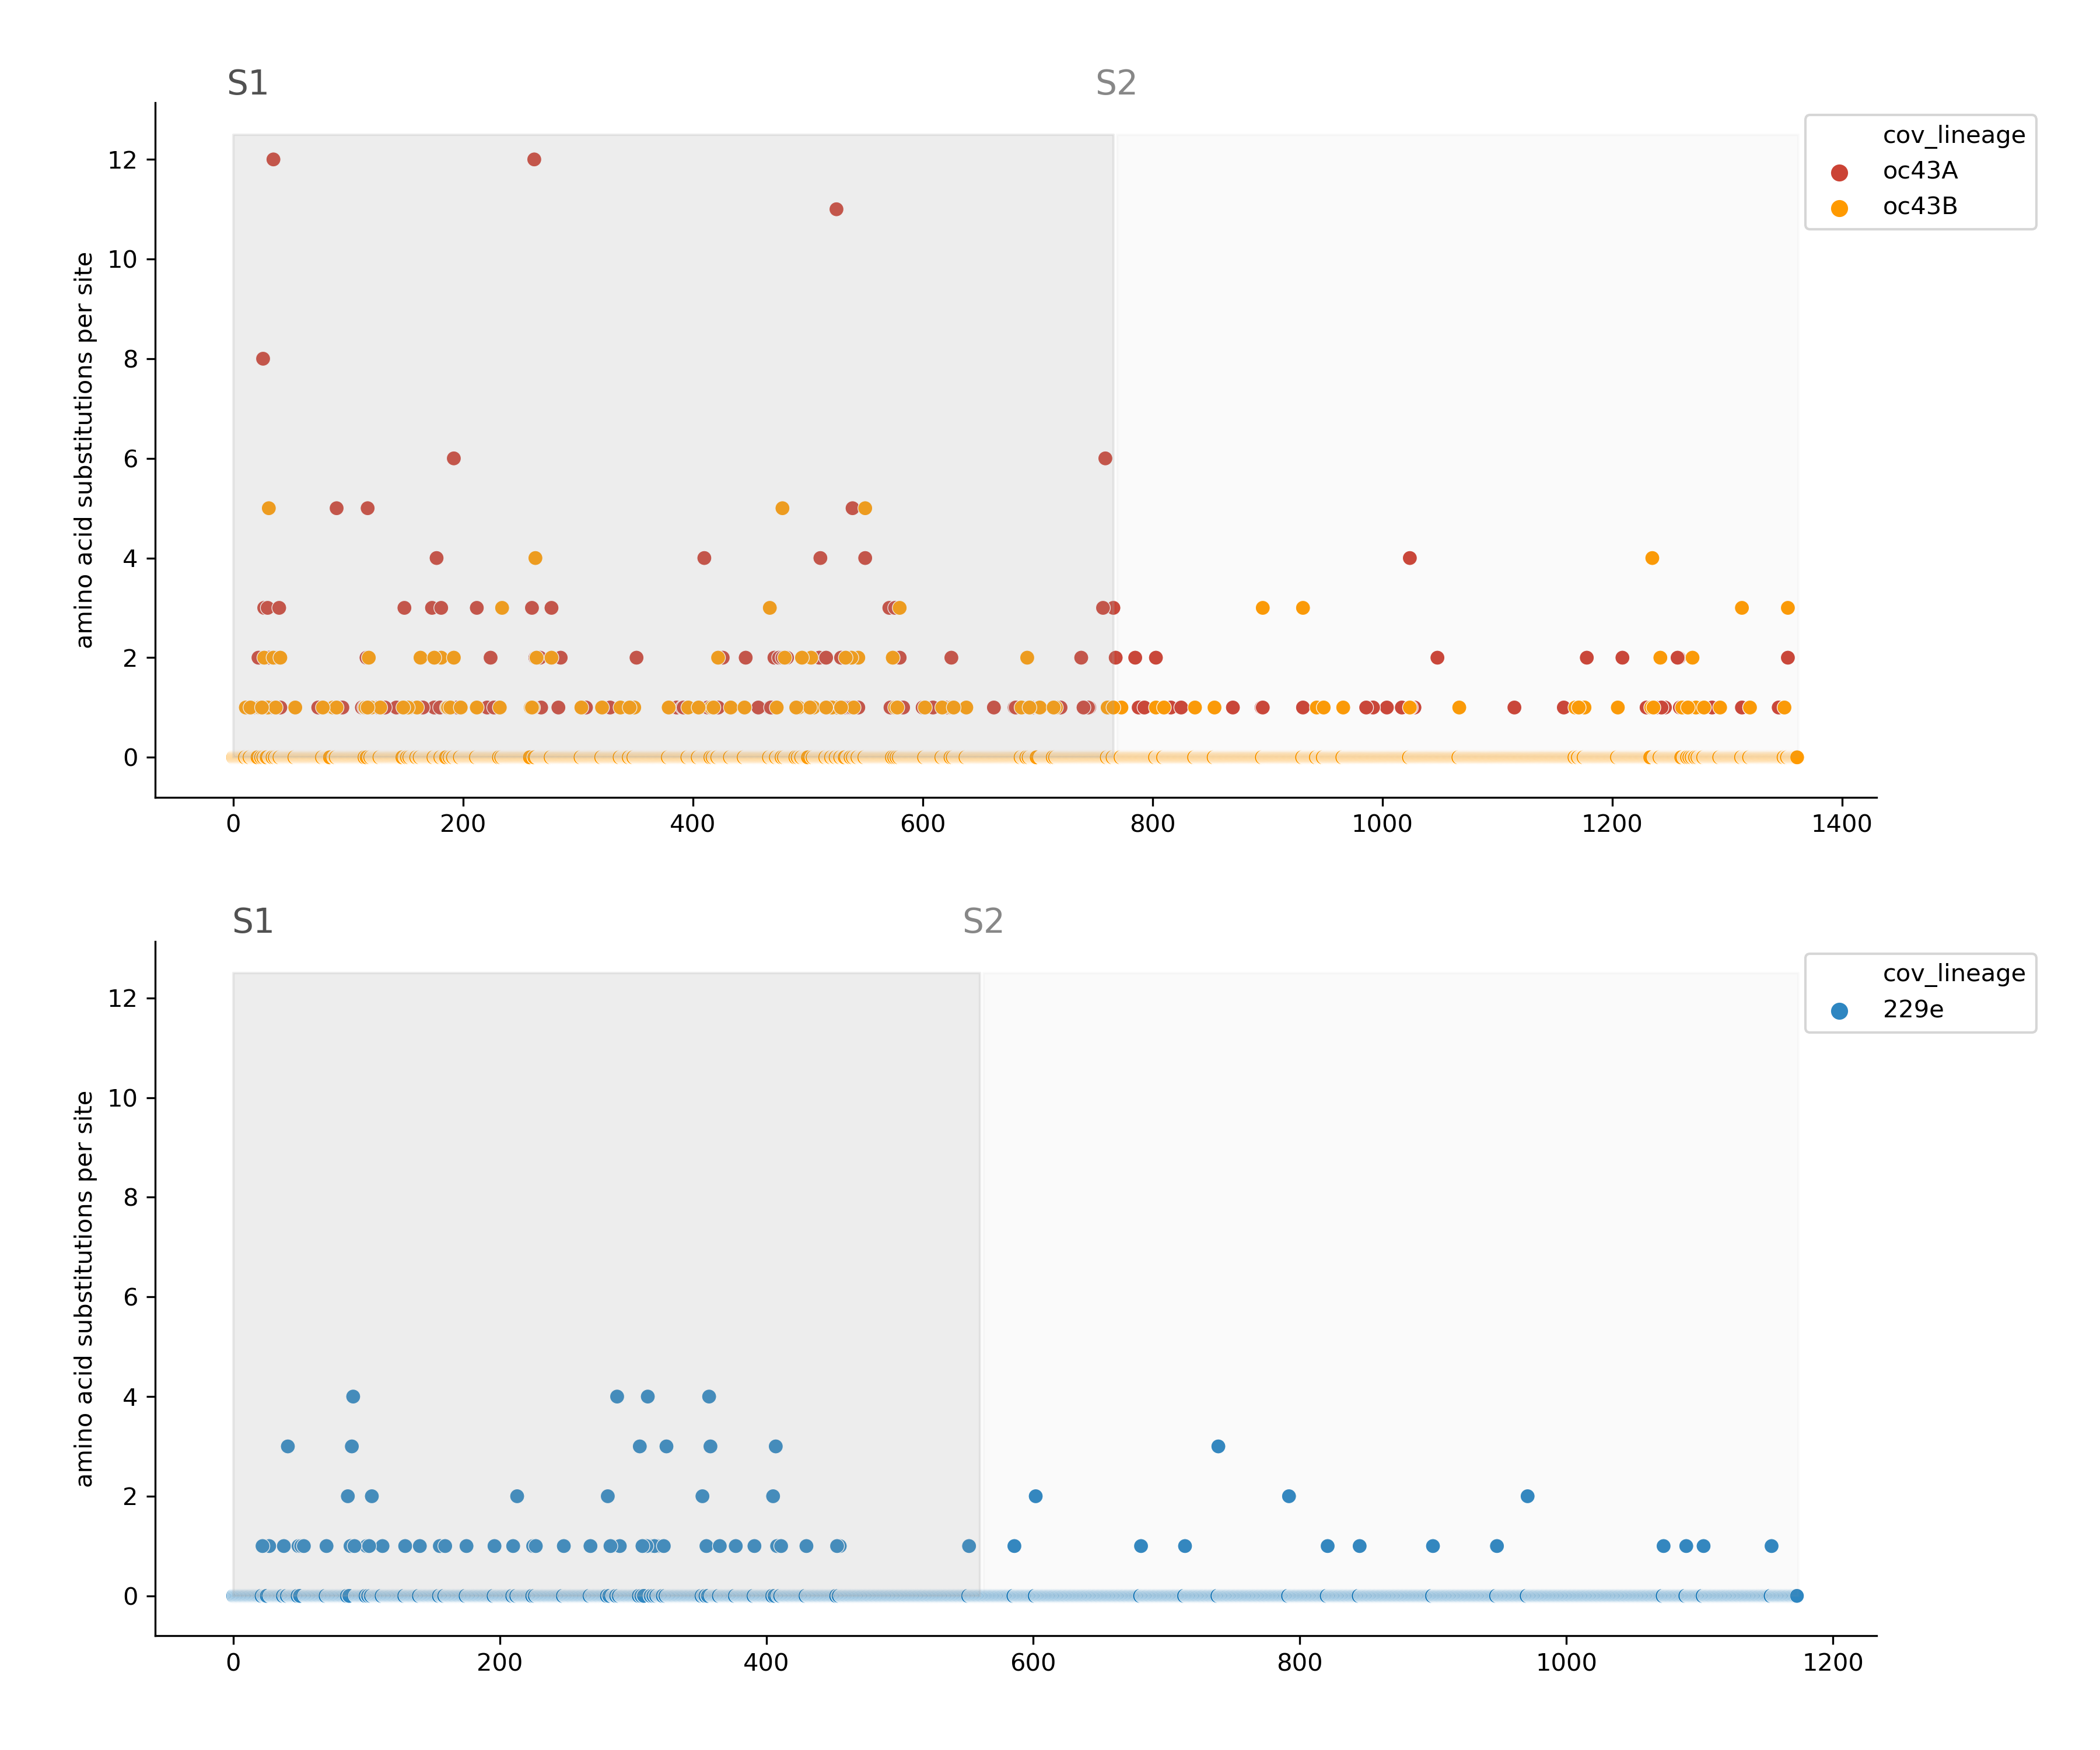 S1 S2
cov_lineage
oc43A
oc43B
amino acid substitutions per site
12
10
8
6
4
2
0
0 200 400 600 800 1000 1200 1400
S1 S2
cov_lineage
229e
amino acid substitutions per site
12
10
8
6
4
2
0
0 200 400 600 800 1000 1200